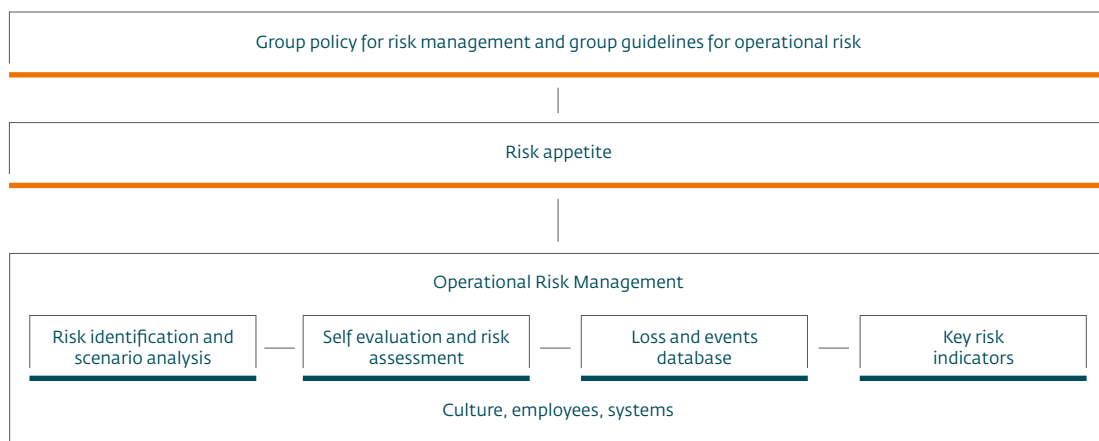 Group policy for risk management and group guidelines for operational risk
Risk appetite
Operational Risk Management
Risk identification and
scenario analysis
Self evaluation and risk
assessment
Loss and events
database
Key risk
indicators
Culture, employees, systems